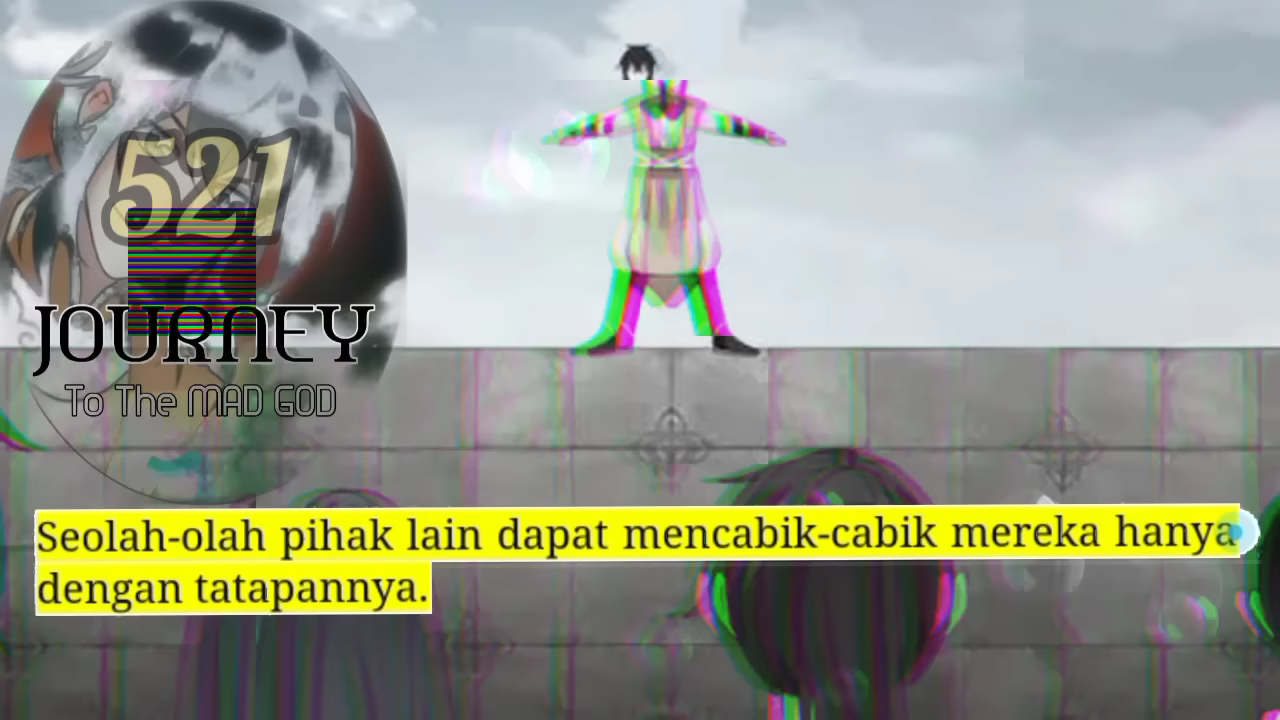 521
JOURNEY
To The MAD GOD
Seolah-olah pihak lain dapat mencabik-cabik mereka hanya
dengan tatapannya.